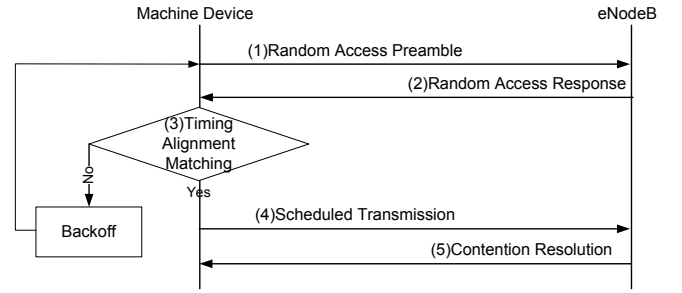 Machine Device
eNodeB
(1)Random Access Preamble
(2)Random Access Response
(3)Timing
Alignment
Matching
No
Yes
(4)Scheduled Transmission
Backoff
(5)Contention Resolution